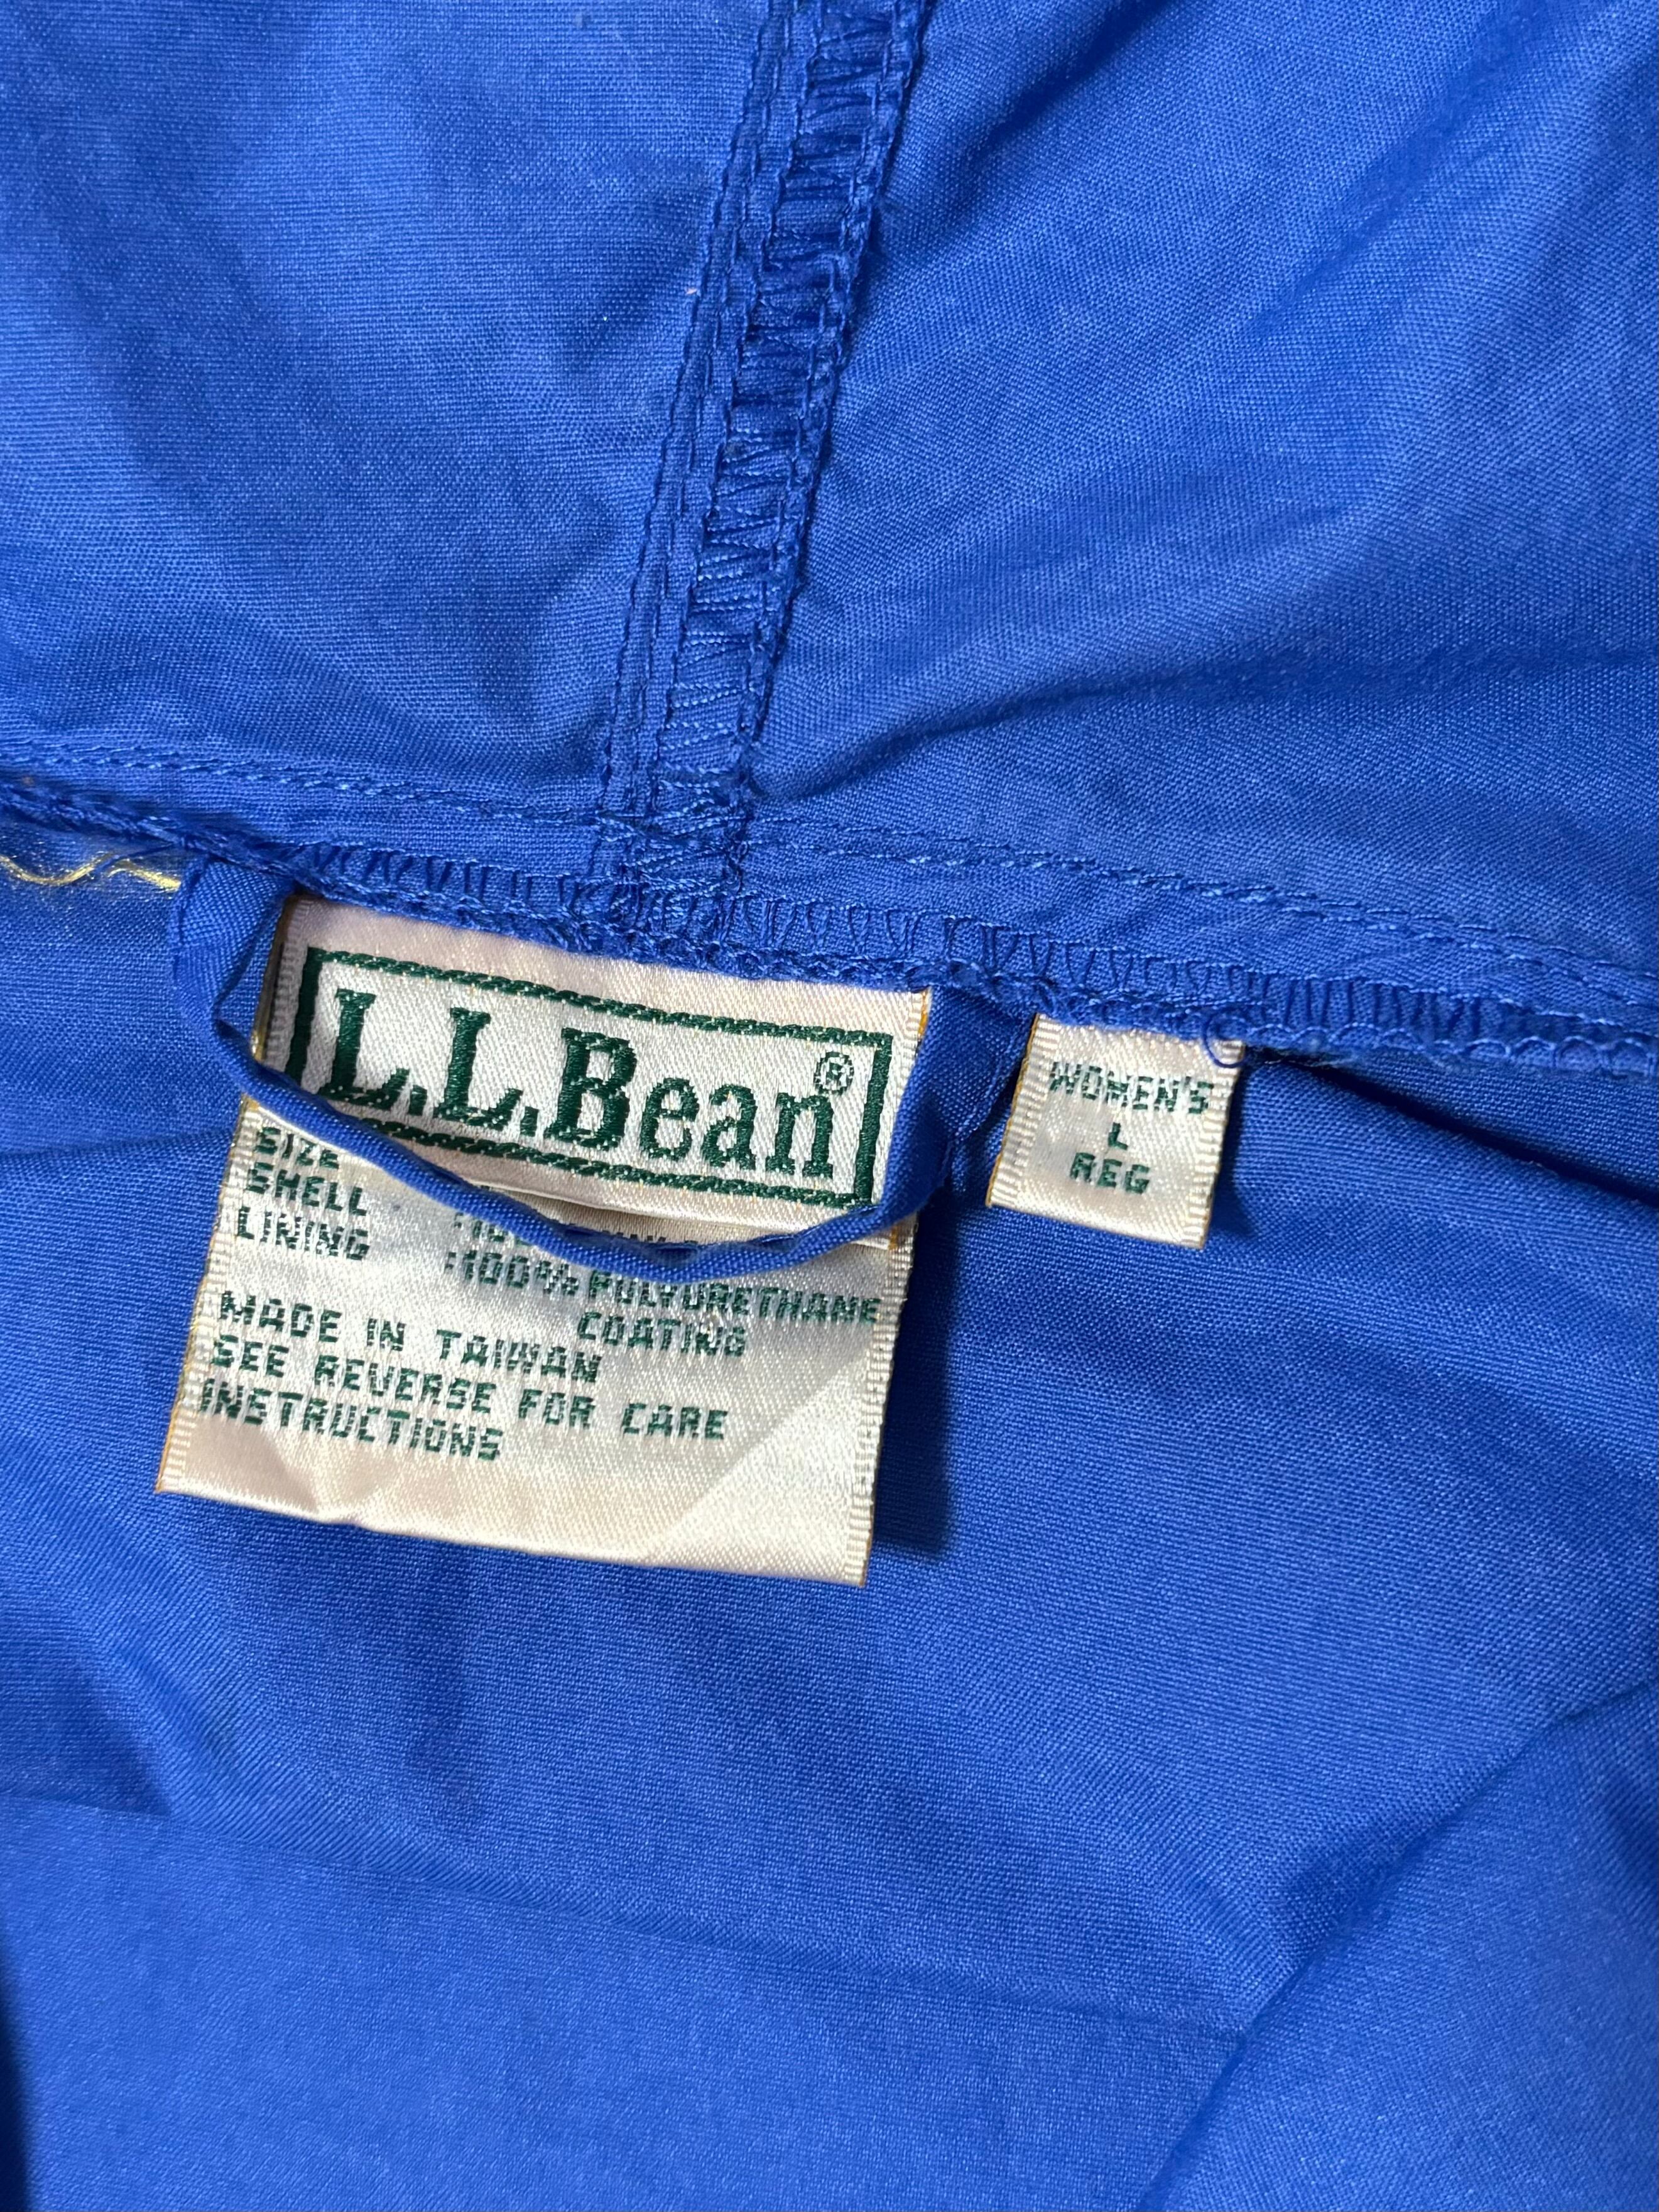 L.L.Bean®
WOMEN'S
L
REG
SIZE
SHELL
LINING :100% POLYURETHANE
COATING
MADE IN TAIWAN
SEE REVERSE FOR CARE
INSTRUCTIONS